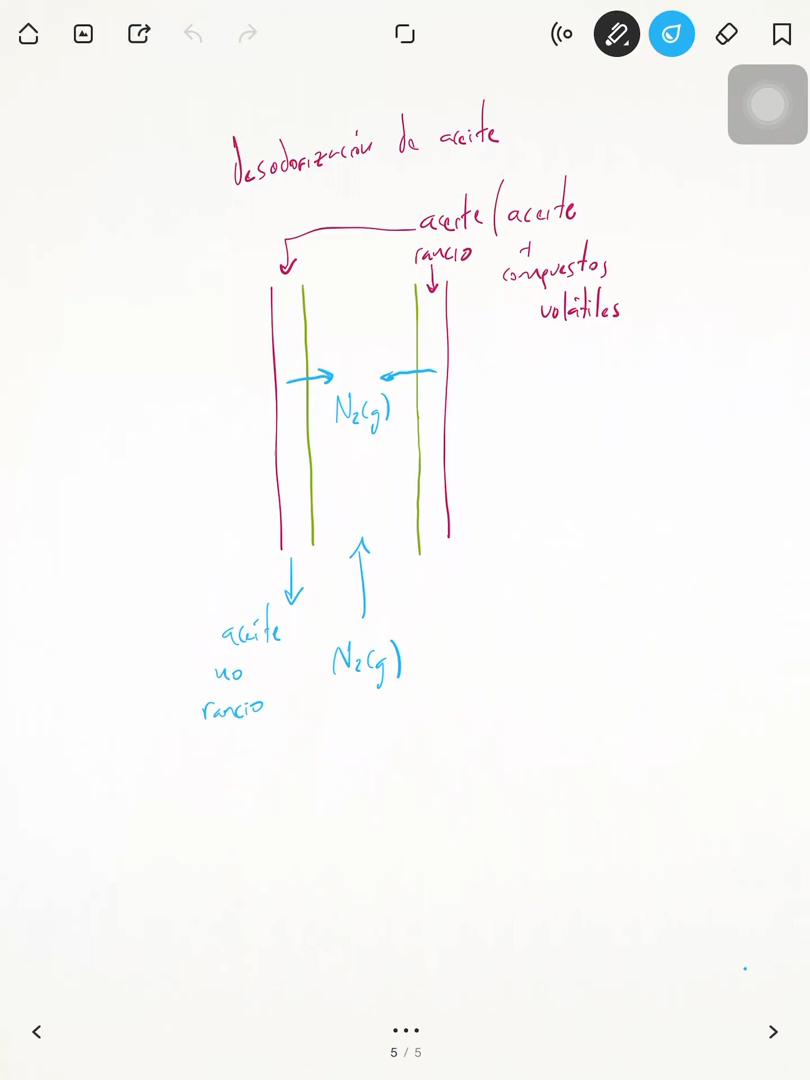 desodorización de aceite
aceite / aceite
rancio +
compuestos
volátiles
N₂(g)
aceite
no
rancio
N₂(g)
5 / 5